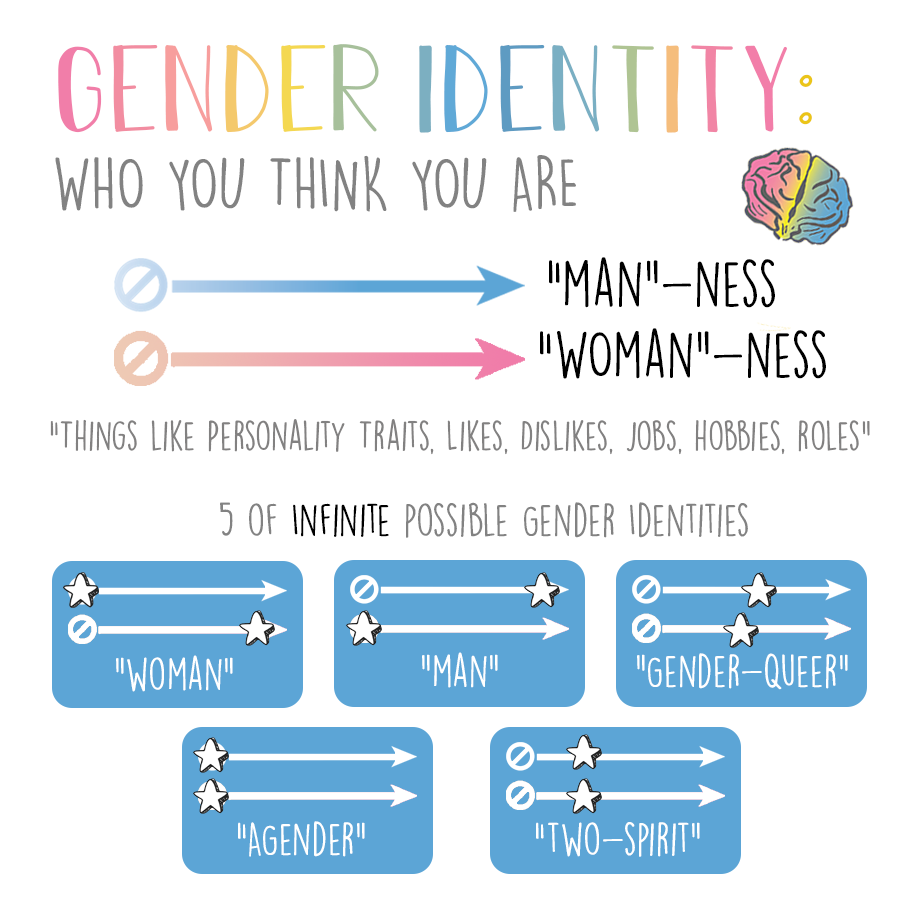 GENDER IDENTITY:
WHO YOU THINK YOU ARE
"MAN"-NESS
"WOMAN"-NESS
"THINGS LIKE PERSONALITY TRAITS, LIKES, DISLIKES, JOBS, HOBBIES, ROLES"
5 OF INFINITE POSSIBLE GENDER IDENTITIES
"WOMAN"
"MAN"
"GENDER-QUEER"
"AGENDER"
"TWO-SPIRIT"